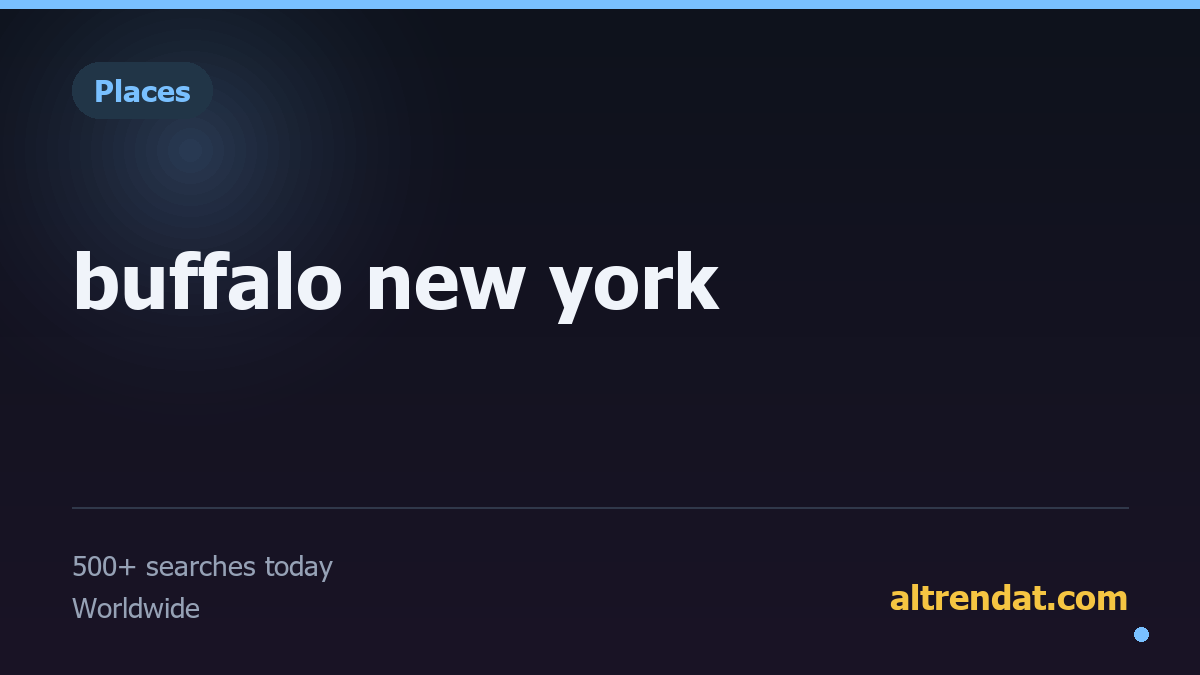 Places
buffalo new york
500+ searches today
Worldwide
altrendat.com